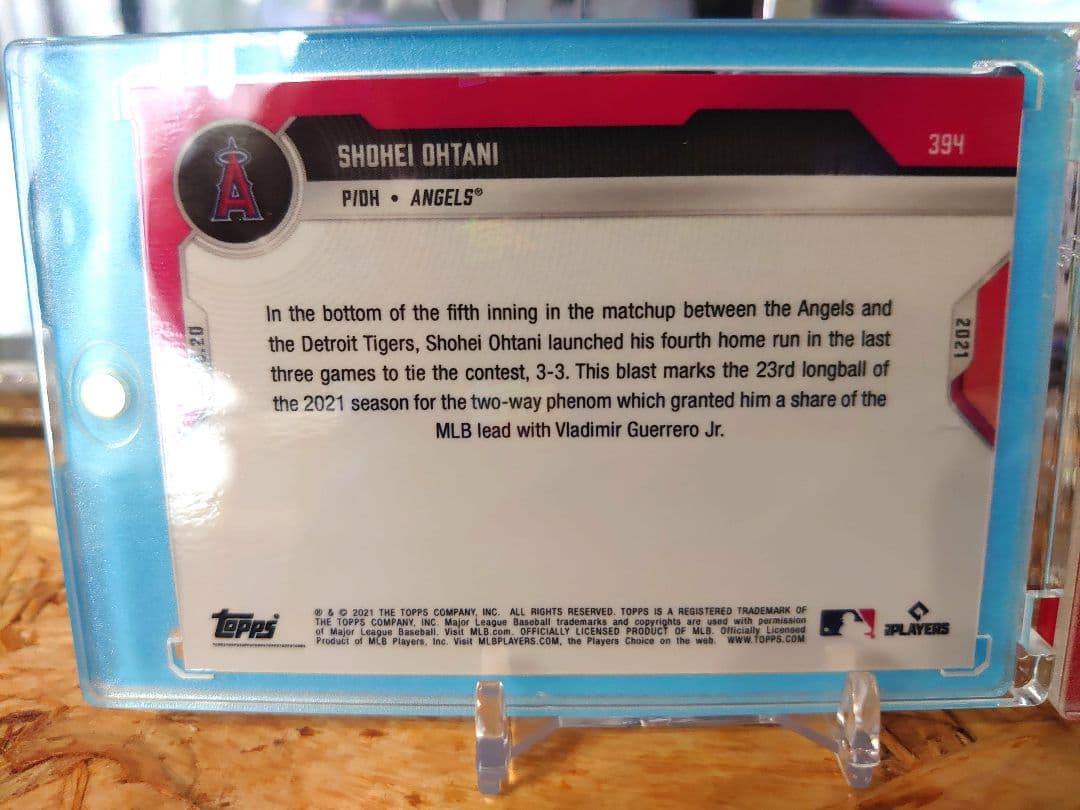 SHOHEI OHTANI
394
P/DH • ANGELS®
In the bottom of the fifth inning in the matchup between the Angels and
the Detroit Tigers, Shohei Ohtani launched his fourth home run in the last
three games to tie the contest, 3-3. This blast marks the 23rd longball of
the 2021 season for the two-way phenom which granted him a share of the
MLB lead with Vladimir Guerrero Jr.
2021
Topps
® & © 2021 THE TOPPS COMPANY, INC. ALL RIGHTS RESERVED. TOPPS IS A REGISTERED TRADEMARK OF
THE TOPPS COMPANY, INC. Major League Baseball trademarks and copyrights are used with permission
of Major League Baseball. Visit MLB.com. OFFICIALLY LICENSED PRODUCT OF MLB. Officially Licensed
Product of MLB Players, Inc. Visit MLBPLAYERS.COM, the Players Choice on the web. WWW.TOPPS.COM
PLAYERS
A